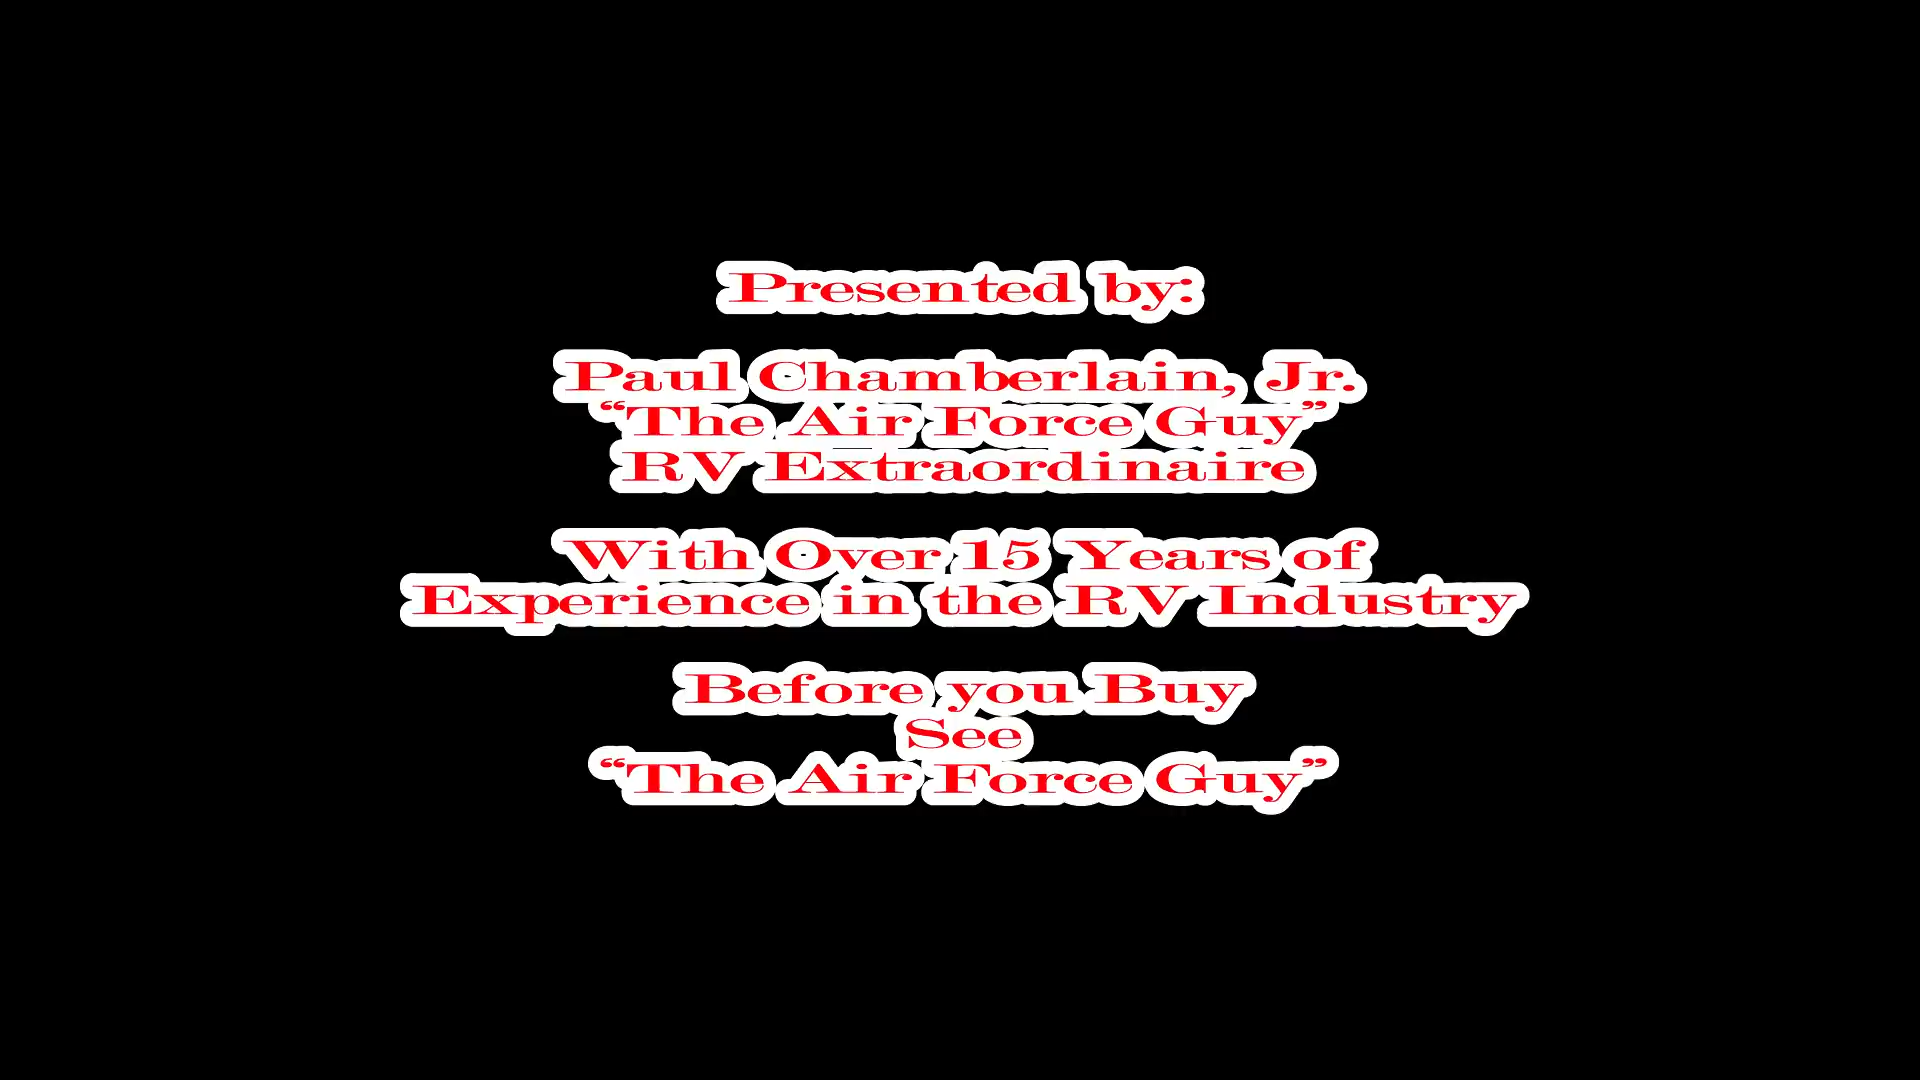 Presented by:
Paul Chamberlain, Jr.
“The Air Force Guy”
RV Extraordinaire
With Over 15 Years of
Experience in the RV Industry
Before you Buy
See
“The Air Force Guy”